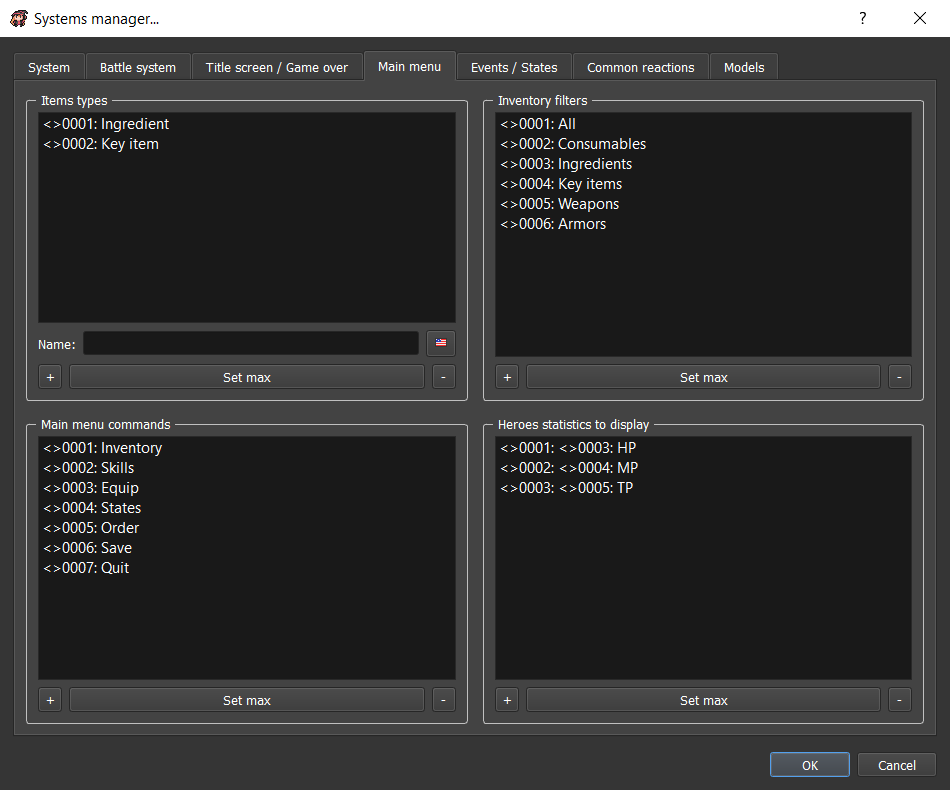 Systems manager...
?
System
Battle system
Title screen / Game over
Main menu
Events / States
Common reactions
Models
Items types
<>0001: Ingredient
<>0002: Key item
Name:
+
Set max
-
Inventory filters
<>0001: All
<>0002: Consumables
<>0003: Ingredients
<>0004: Key items
<>0005: Weapons
<>0006: Armors
+
Set max
-
Main menu commands
<>0001: Inventory
<>0002: Skills
<>0003: Equip
<>0004: States
<>0005: Order
<>0006: Save
<>0007: Quit
+
Set max
-
Heroes statistics to display
<>0001: <>0003: HP
<>0002: <>0004: MP
<>0003: <>0005: TP
+
Set max
-
OK
Cancel